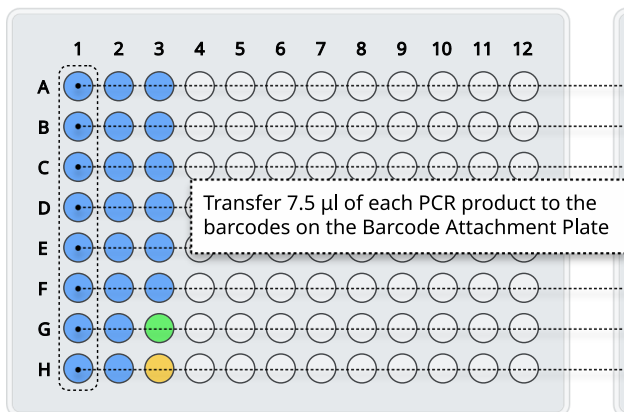 1 2 3 4 5 6 7 8 9 10 11 12
A
B
C
D
E
F
G
H
Transfer 7.5 µl of each PCR product to the
barcodes on the Barcode Attachment Plate